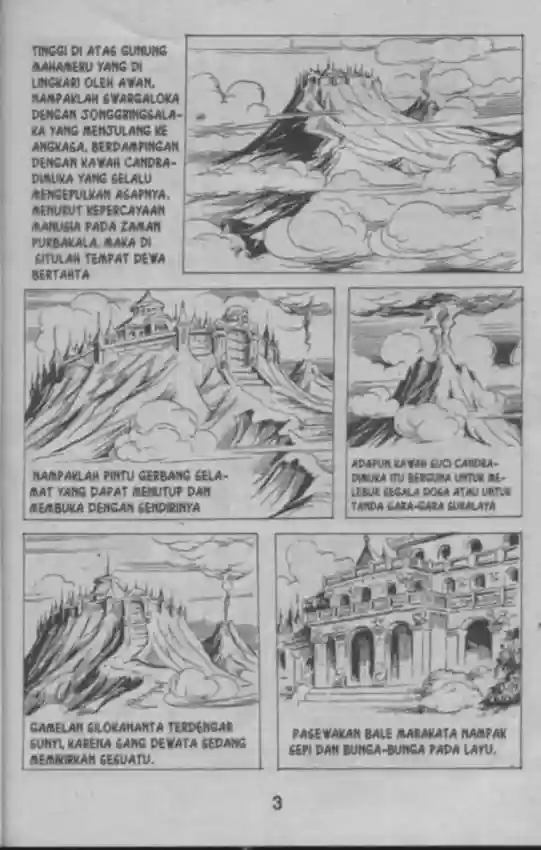 TINGGI DI ATAS GUNUNG
MAHAMERU YANG DI
LINGKARI OLEH AWAN,
NAMPAKLAH SWARGALOKA
DENGAN JONGGRINGSALA-
KA YANG MENJULANG KE
ANGKASA. BERDAMPINGAN
DENGAN KAWAH CANDRA-
DIMUKA YANG SELALU
MENGEPULKAN ASAPNYA.
MENURUT KEPERCAYAAN
MANUSIA PADA ZAMAN
PURBAKALA, MAKA DI
SITULAH TEMPAT DEWA
BERTAHTA
NAMPAKLAH PINTU GERBANG SELA-
MAT YANG DAPAT MENUTUP DAN
MEMBUKA DENGAN SENDIRINYA
ADAPUN KAWAH SUCI CANDRA-
DIMUKA ITU BERGUNA UNTUK ME-
LEBUR SEGALA DOSA ATAU UNTUK
TANDA GARA-GARA SURALAYA
GAMELAN SILOKANANTA TERDENGAR
SUNYI, KARENA SANG DEWATA SEDANG
MEMIKIRKAN SESUATU.
PASEWAKAN BALE MARAKATA NAMPAK
SEPI DAN BUNGA-BUNGA PADA LAYU.
3